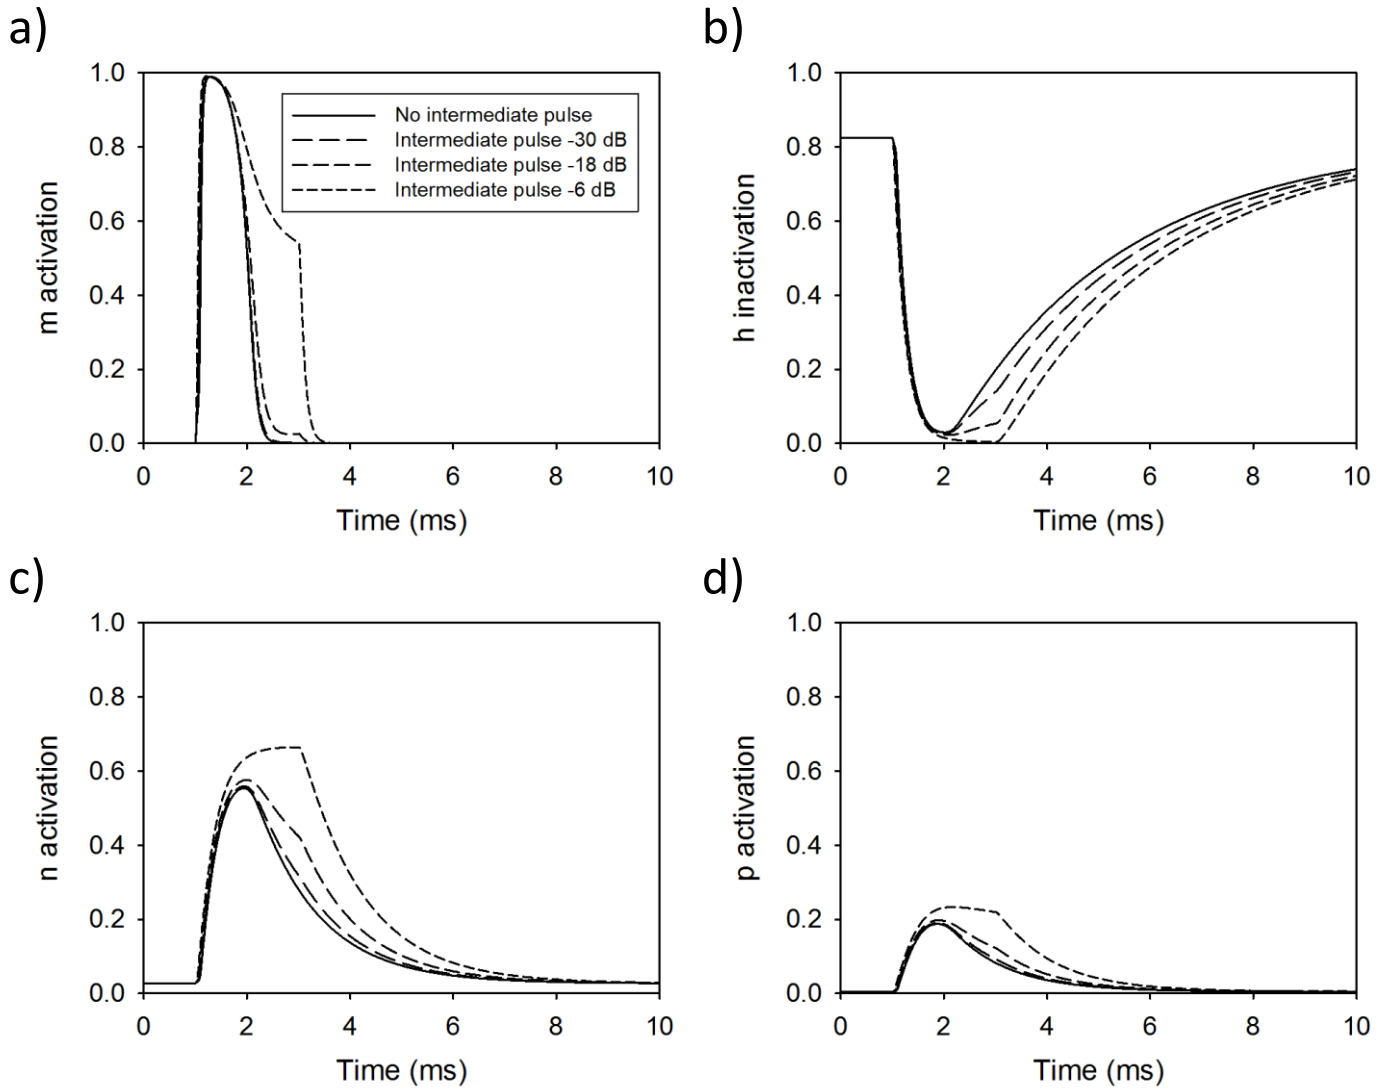 a)
1.0
0.8
0.6
0.4
0.2
0.0
m activation
No intermediate pulse
Intermediate pulse -30 dB
Intermediate pulse -18 dB
Intermediate pulse -6 dB
0 2 4 6 8 10
Time (ms)
b)
1.0
0.8
0.6
0.4
0.2
0.0
h inactivation
0 2 4 6 8 10
Time (ms)
c)
1.0
0.8
0.6
0.4
0.2
0.0
n activation
0 2 4 6 8 10
Time (ms)
d)
1.0
0.8
0.6
0.4
0.2
0.0
p activation
0 2 4 6 8 10
Time (ms)